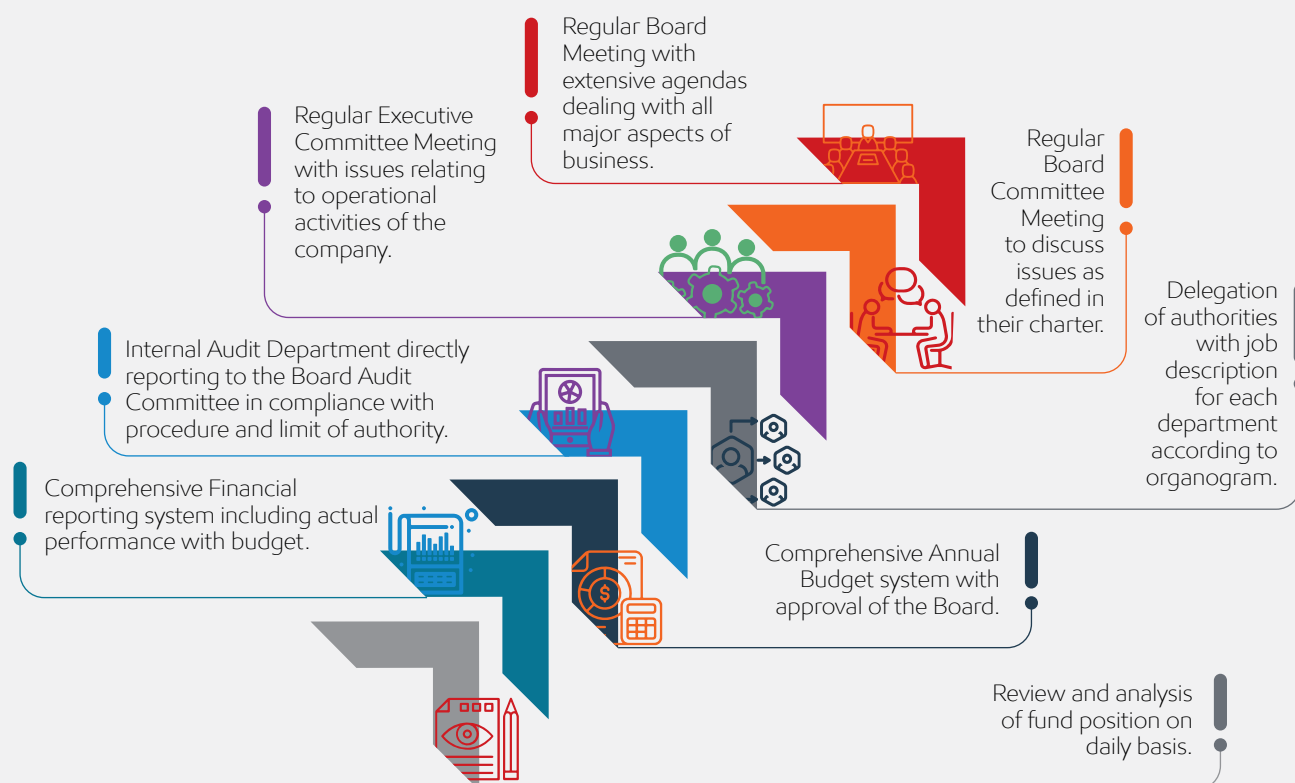 Regular Board
Meeting with
extensive agendas
dealing with all
major aspects of
business.
Regular Executive
Committee Meeting
with issues relating
to operational
activities of the
company.
Regular
Board
Committee
Meeting
to discuss
issues as
defined in
their charter.
Delegation
of authorities
with job
description
for each
department
according to
organogram.
Internal Audit Department directly
reporting to the Board Audit
Committee in compliance with
procedure and limit of authority.
Comprehensive Financial
reporting system including actual
performance with budget.
Comprehensive Annual
Budget system with
approval of the Board.
Review and analysis
of fund position on
daily basis.
$